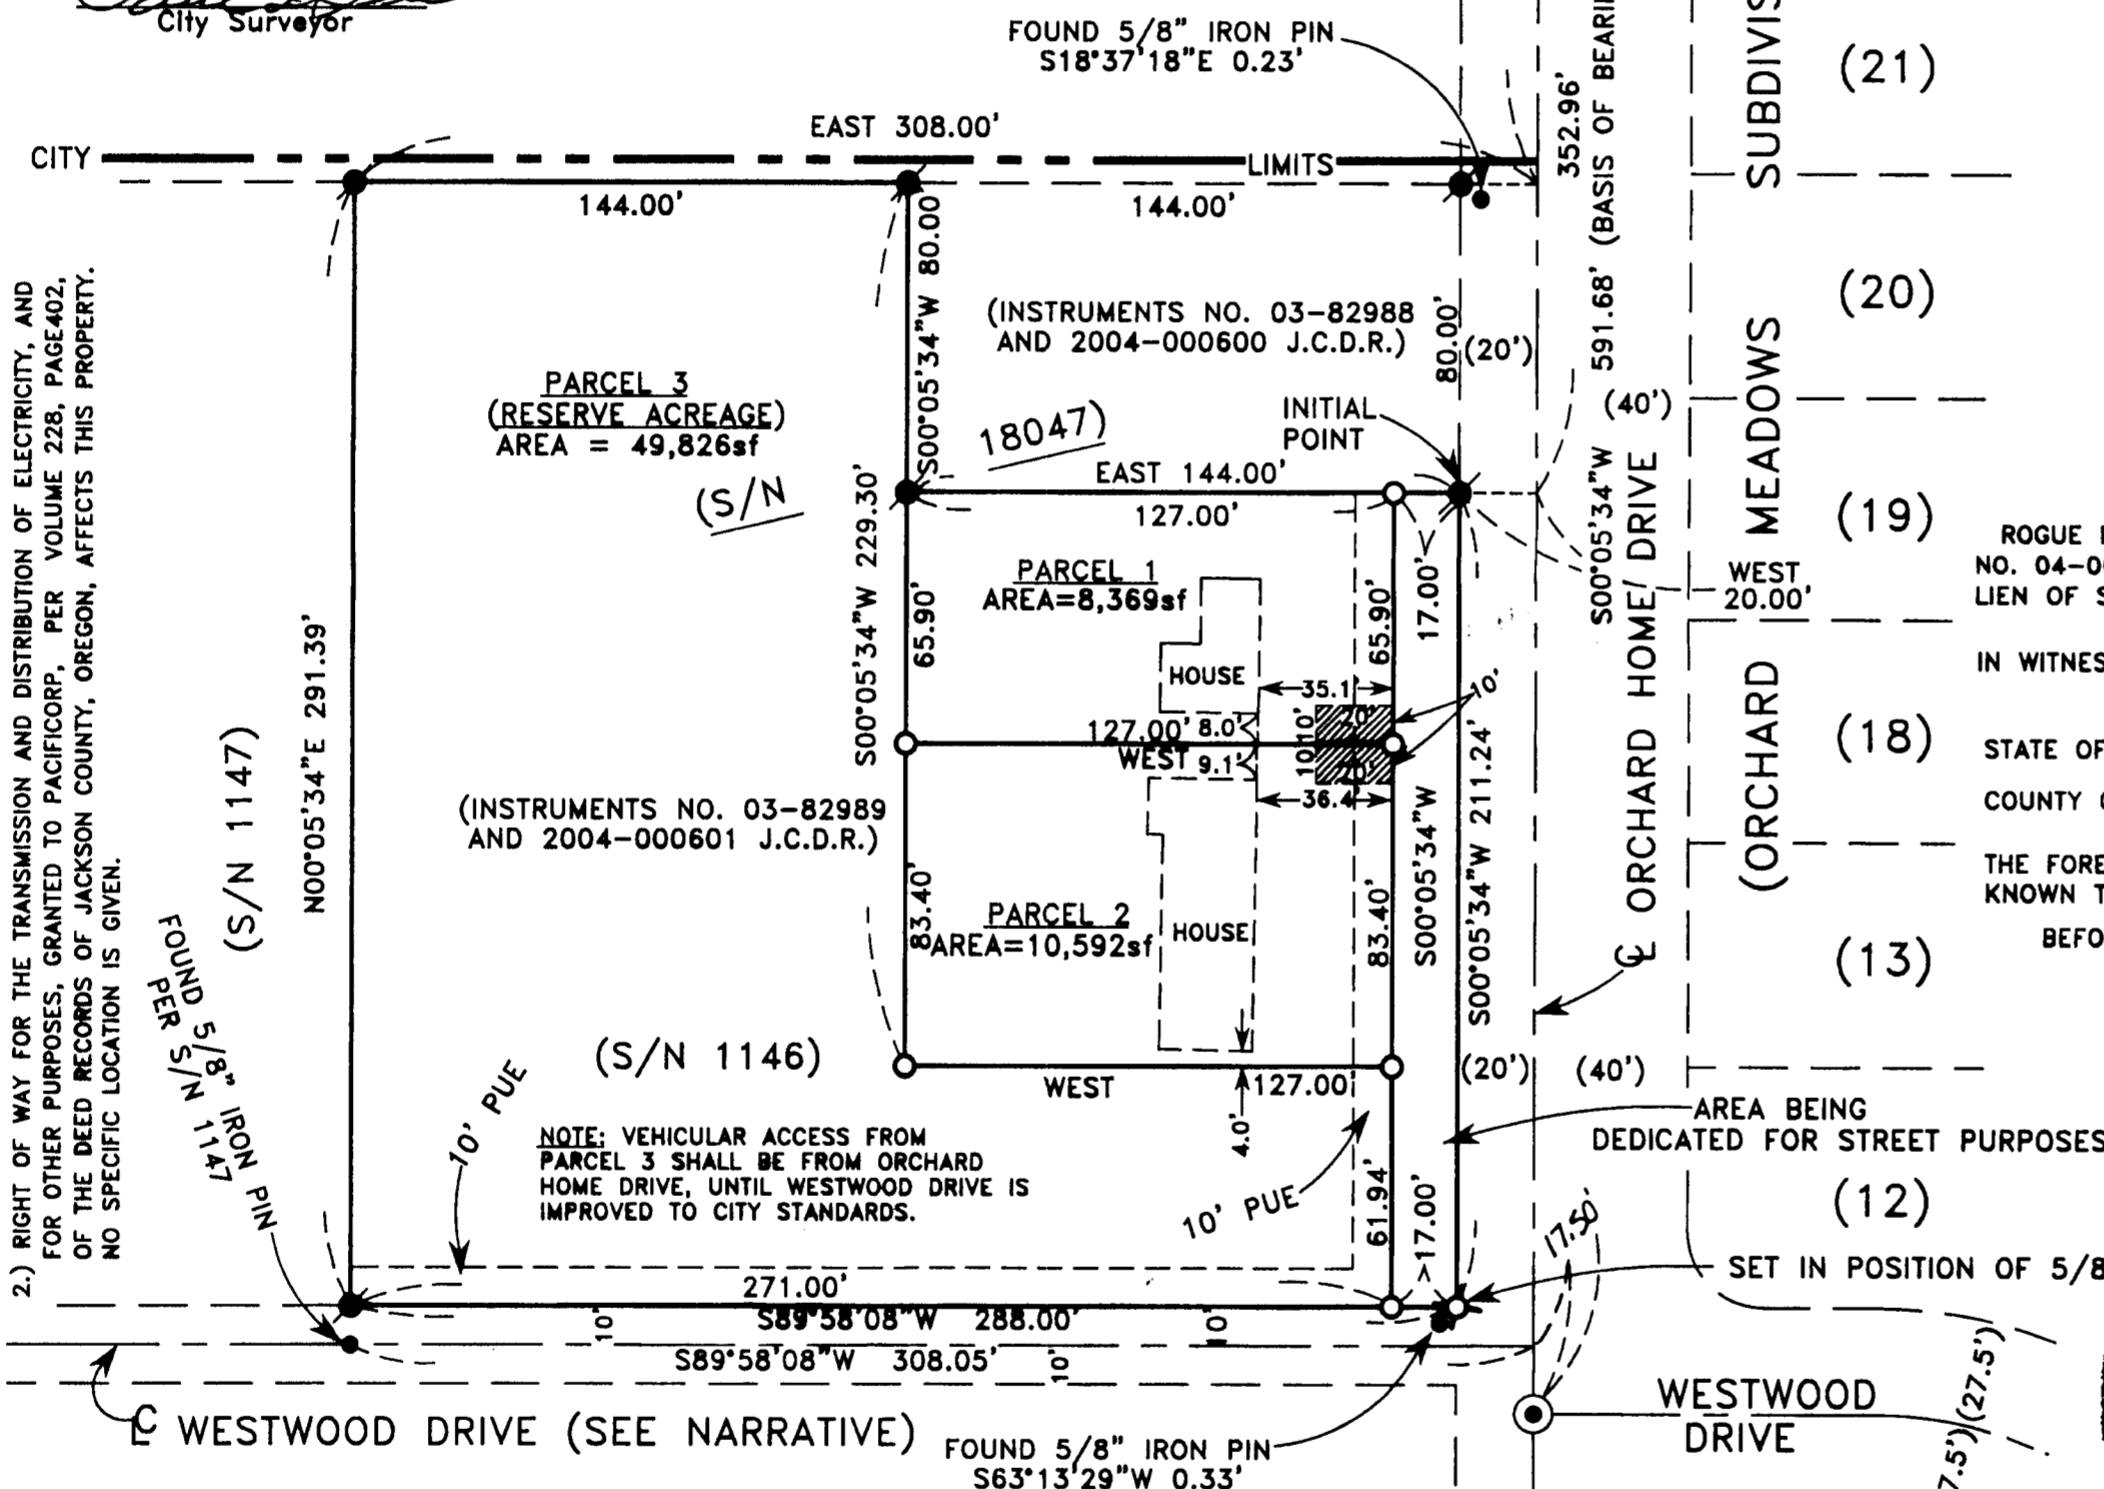 City Surveyor
FOUND 5/8" IRON PIN
S18°37'18"E 0.23'
352.96'
591.68' (BASIS OF BEARI
SUBDIVIS
(21)
EAST 308.00'
CITY
LIMITS
144.00'
144.00'
S00°05'34"W 80.00'
80.00'
(20')
(40')
(20)
(INSTRUMENTS NO. 03-82988
AND 2004-000600 J.C.D.R.)
2.) RIGHT OF WAY FOR THE TRANSMISSION AND DISTRIBUTION OF ELECTRICITY, AND
FOR OTHER PURPOSES, GRANTED TO PACIFICORP, PER VOLUME 228, PAGE402,
OF THE DEED RECORDS OF JACKSON COUNTY, OREGON, AFFECTS THIS PROPERTY.
NO SPECIFIC LOCATION IS GIVEN.
PARCEL 3
(RESERVE ACREAGE)
AREA = 49,826sf
(S/N 18047)
INITIAL
POINT
EAST 144.00'
127.00'
17.00'
S00°05'34"W
MEADOWS
(19)
WEST
20.00'
ROGUE
NO. 04-0
LIEN OF S
S00°05'34"W 229.30'
65.90'
PARCEL 1
AREA=8,369sf
65.90'
HOUSE
35.1'
10'
20'
10'
127.00'
8.0'
WEST
9.1'
10'
20'
36.4'
N00°05'34"E 291.39'
(S/N 1147)
IN WITNES
(18)
STATE OF
COUNTY
(ORCHARD
ORCHARD HOME DRIVE
℄
(INSTRUMENTS NO. 03-82989
AND 2004-000601 J.C.D.R.)
83.40'
PARCEL 2
AREA=10,592sf
HOUSE
83.40'
S00°05'34"W
S00°05'34"W 211.24'
THE FORE
KNOWN T
BEFO
(13)
FOUND 5/8" IRON PIN
PER S/N 1147
(S/N 1146)
10' PUE
WEST
127.00'
4.0'
(20')
(40')
AREA BEING
DEDICATED FOR STREET PURPOSES
NOTE: VEHICULAR ACCESS FROM
PARCEL 3 SHALL BE FROM ORCHARD
HOME DRIVE, UNTIL WESTWOOD DRIVE IS
IMPROVED TO CITY STANDARDS.
10' PUE
61.94'
17.00'
17.50'
(12)
SET IN POSITION OF 5/8
271.00'
S89°58'08"W 288.00'
10'
10'
S89°58'08"W 308.05'
10'
℄ WESTWOOD DRIVE (SEE NARRATIVE)
FOUND 5/8" IRON PIN
S63°13'29"W 0.33'
WESTWOOD
DRIVE
7.5')(27.5')